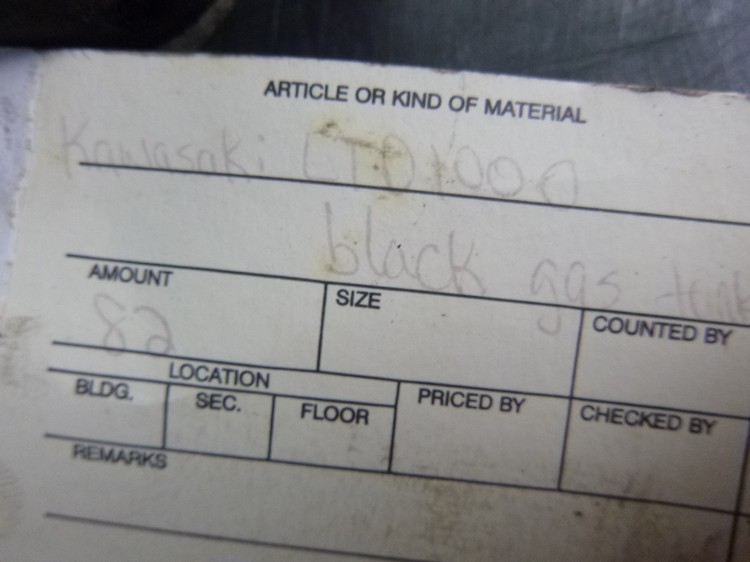 ARTICLE OR KIND OF MATERIAL
Kawasaki LTD1000
black gas tank
AMOUNT
82
SIZE
COUNTED BY
LOCATION
BLDG.
SEC.
FLOOR
PRICED BY
CHECKED BY
REMARKS